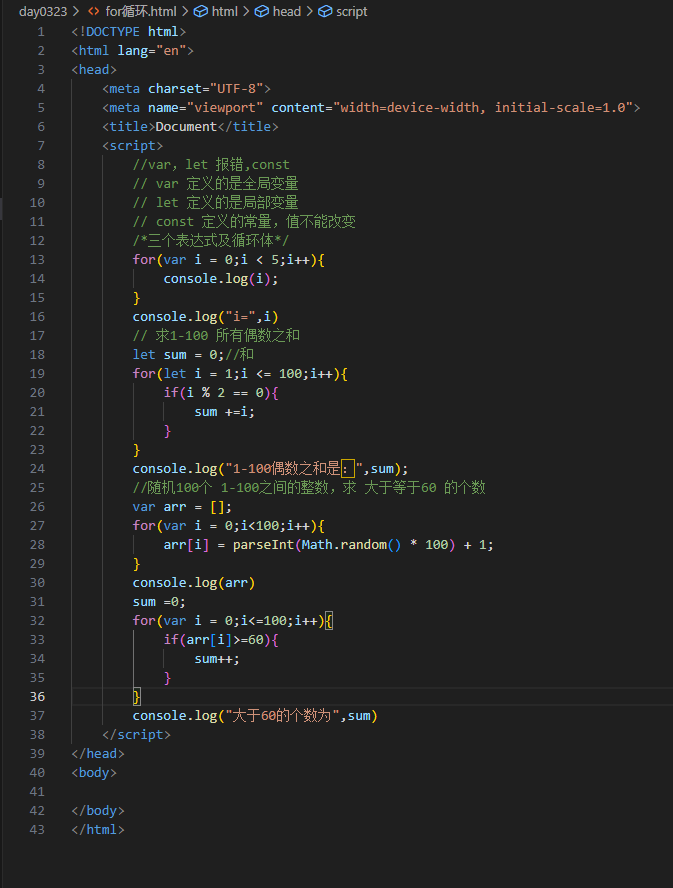 day0323 > for循环.html > html > head > script
1 <!DOCTYPE html>
2 <html lang="en">
3 <head>
4     <meta charset="UTF-8">
5     <meta name="viewport" content="width=device-width, initial-scale=1.0">
6     <title>Document</title>
7     <script>
8         //var，let 报错,const
9         // var 定义的是全局变量
10         // let 定义的是局部变量
11         // const 定义的常量，值不能改变
12         /*三个表达式及循环体*/
13         for(var i = 0;i < 5;i++){
14             console.log(i);
15         }
16         console.log("i=",i)
17         // 求1-100 所有偶数之和
18         let sum = 0;//和
19         for(let i = 1;i <= 100;i++){
20             if(i % 2 == 0){
21                 sum +=i;
22             }
23         }
24         console.log("1-100偶数之和是：",sum);
25         //随机100个 1-100之间的整数，求 大于等于60 的个数
26         var arr = [];
27         for(var i = 0;i<100;i++){
28             arr[i] = parseInt(Math.random() * 100) + 1;
29         }
30         console.log(arr)
31         sum =0;
32         for(var i = 0;i<=100;i++){
33             if(arr[i]>=60){
34                 sum++;
35             }
36         }
37         console.log("大于60的个数为",sum)
38     </script>
39 </head>
40 <body>
41
42 </body>
43 </html>